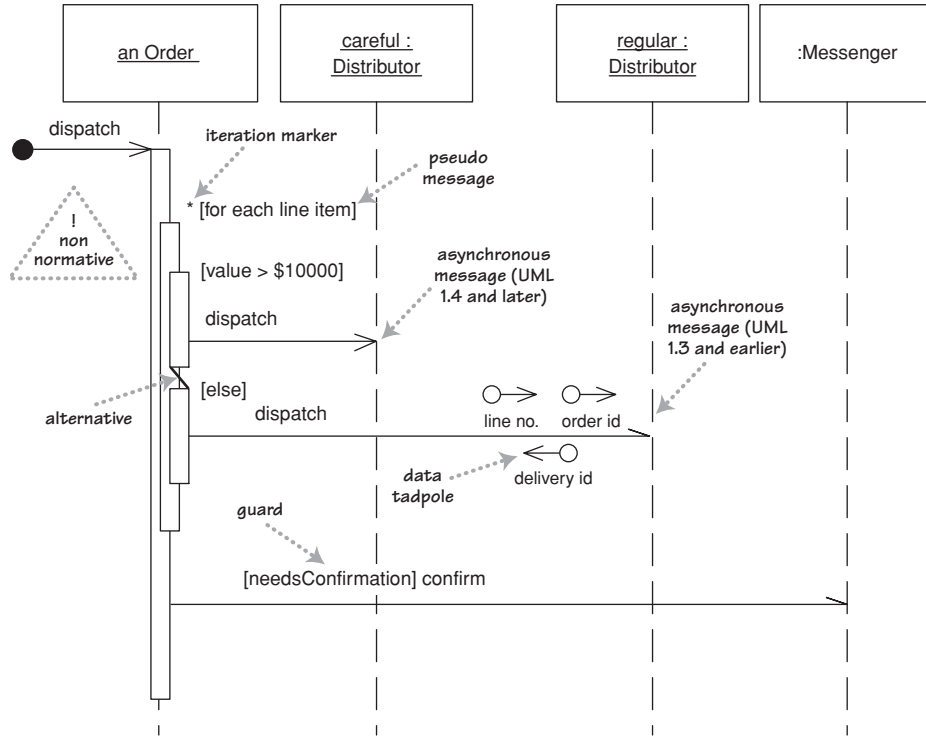 an Order
careful :
Distributor
regular :
Distributor
:Messenger
dispatch
iteration marker
pseudo
message
* [for each line item]
!
non
normative
[value > $10000]
asynchronous
message (UML
1.4 and later)
dispatch
asynchronous
message (UML
1.3 and earlier)
[else]
alternative
dispatch
line no.
order id
data
tadpole
delivery id
guard
[needsConfirmation] confirm